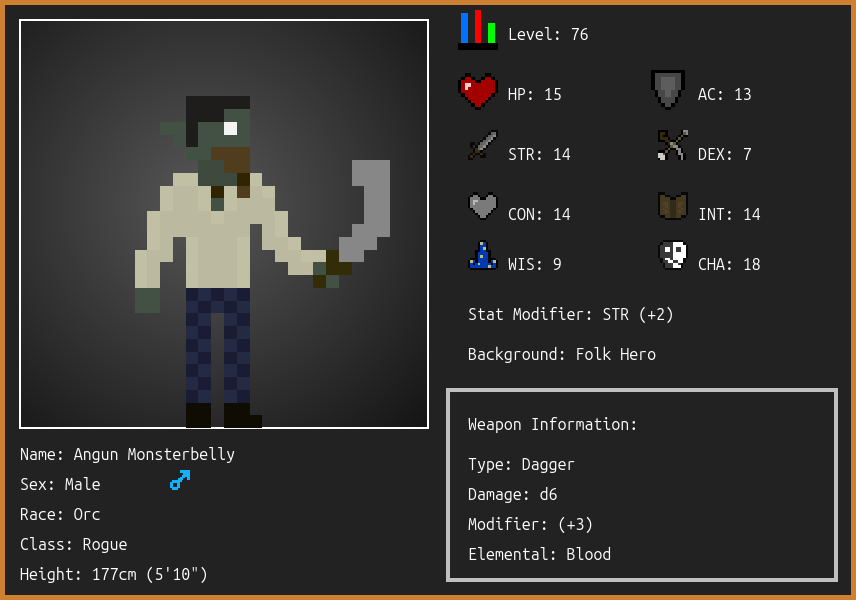 Level: 76
HP: 15
AC: 13
STR: 14
DEX: 7
CON: 14
INT: 14
WIS: 9
CHA: 18
Stat Modifier: STR (+2)
Background: Folk Hero
Weapon Information:
Type: Dagger
Damage: d6
Modifier: (+3)
Elemental: Blood
Name: Angun Monsterbelly
Sex: Male
Race: Orc
Class: Rogue
Height: 177cm (5'10")